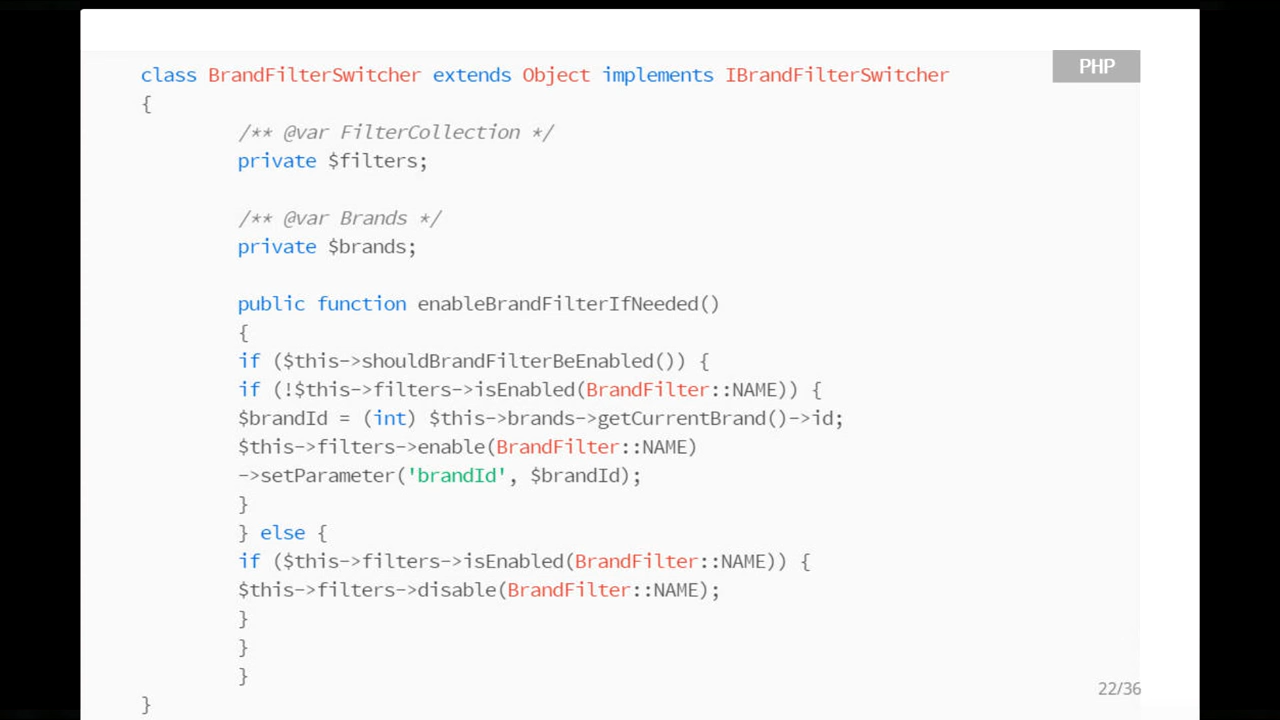 PHP
class BrandFilterSwitcher extends Object implements IBrandFilterSwitcher
{
/** @var FilterCollection */
private $filters;
/** @var Brands */
private $brands;
public function enableBrandFilterIfNeeded()
{
if ($this->shouldBrandFilterBeEnabled()) {
if (!$this->filters->isEnabled(BrandFilter::NAME)) {
$brandId = (int) $this->brands->getCurrentBrand()->id;
$this->filters->enable(BrandFilter::NAME)
->setParameter('brandId', $brandId);
}
} else {
if ($this->filters->isEnabled(BrandFilter::NAME)) {
$this->filters->disable(BrandFilter::NAME);
}
}
}
}
22/36